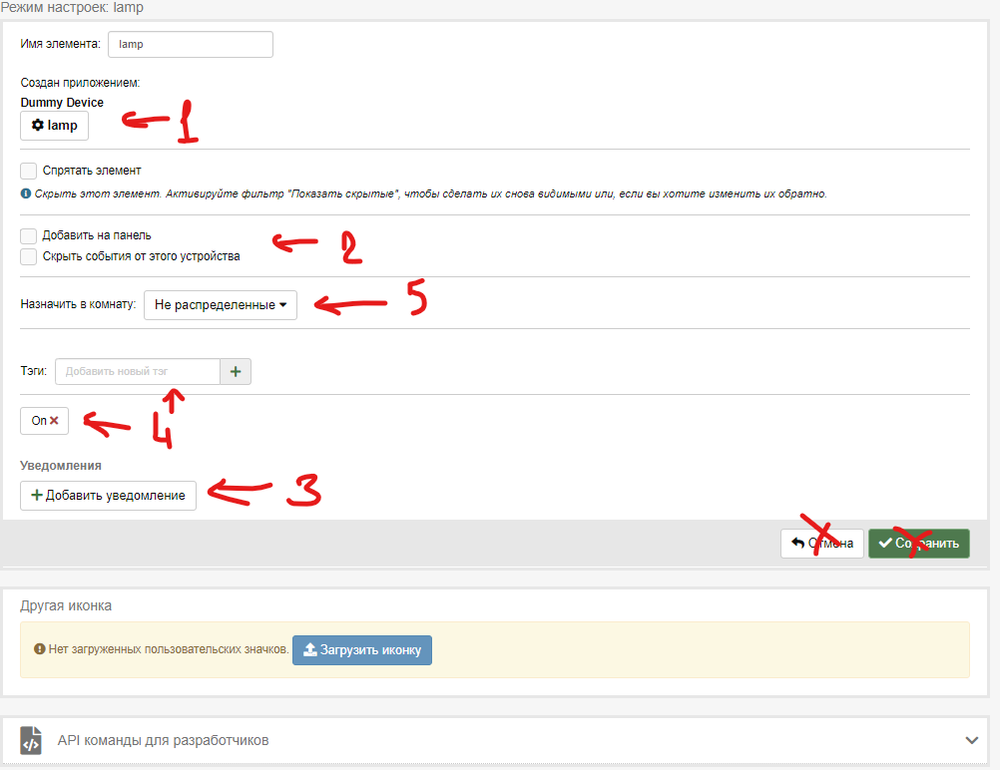 Режим настроек: lamp
Имя элемента: lamp
Создан приложением:
Dummy Device
lamp 1
Спрятать элемент
Скрыть этот элемент. Активируйте фильтр "Показать скрытые", чтобы сделать их снова видимыми или, если вы хотите изменить их обратно.
Добавить на панель
2
Скрыть события от этого устройства
Назначить в комнату: Не распределенные 5
Тэги: Добавить новый тэг +
On 4
Уведомления
Добавить уведомление 3
Отмена Сохранить
Другая иконка
Нет загруженных пользовательских значков. Загрузить иконку
API команды для разработчиков